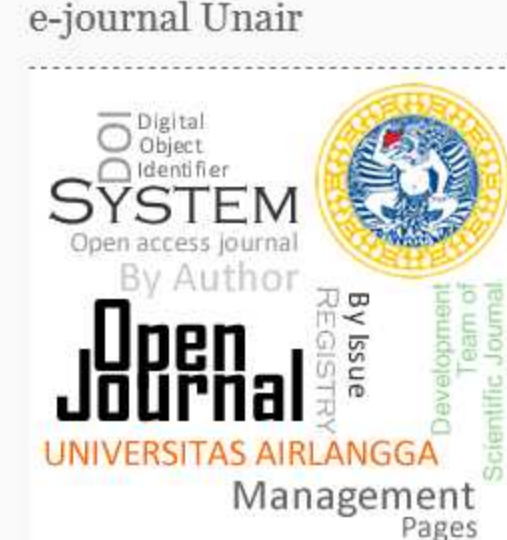 e-journal Unair
DOI
Digital
Object
Identifier
SYSTEM
Open access journal
By Author
Open
Journal
REGISTRY
By Issue
Development
Team of
Scientific Journal
UNIVERSITAS AIRLANGGA
Management
Pages